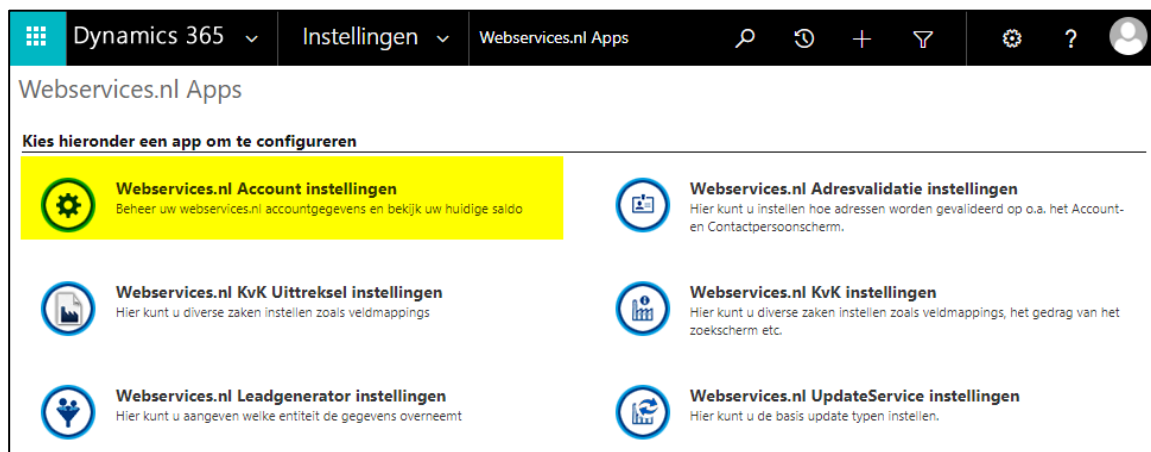 Dynamics 365 Instellingen Webservices.nl Apps ?
Webservices.nl Apps
Kies hieronder een app om te configureren
Webservices.nl Account instellingen
Beheer uw webservices.nl accountgegevens en bekijk uw huidige saldo
Webservices.nl Adresvalidatie instellingen
Hier kunt u instellen hoe adressen worden gevalideerd op o.a. het Account-
en Contactpersoonscherm.
Webservices.nl KvK Uittreksel instellingen
Hier kunt u diverse zaken instellen zoals veldmappings
Webservices.nl KvK instellingen
Hier kunt u diverse zaken instellen zoals veldmappings, het gedrag van het
zoekscherm etc.
Webservices.nl Leadgenerator instellingen
Hier kunt u aangeven welke entiteit de gegevens overneemt
Webservices.nl UpdateService instellingen
Hier kunt u de basis update typen instellen.